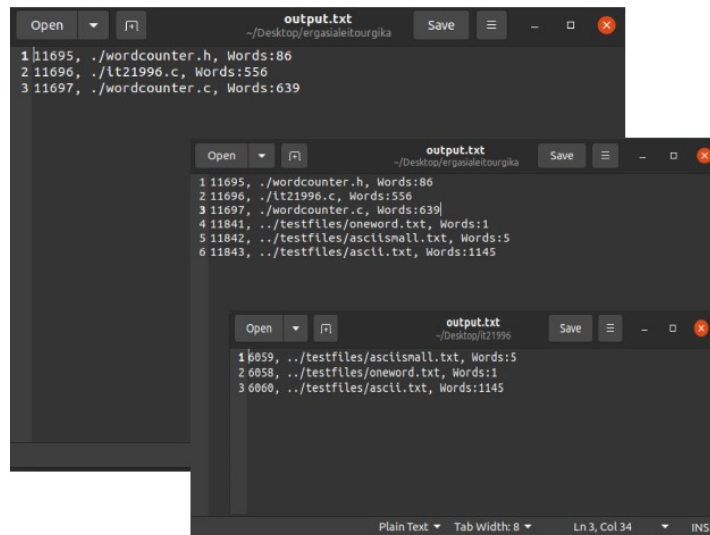 Open
output.txt
~/Desktop/ergasialeitourgika
Save
1 11695, ./wordcounter.h, Words:86
2 11696, ./it21996.c, Words:556
3 11697, ./wordcounter.c, Words:639
Open
output.txt
~/Desktop/ergasialeitourgika
Save
1 11695, ./wordcounter.h, Words:86
2 11696, ./it21996.c, Words:556
3 11697, ./wordcounter.c, Words:639
4 11841, ../testfiles/oneword.txt, Words:1
5 11842, ../testfiles/asciismall.txt, Words:5
6 11843, ../testfiles/ascii.txt, Words:1145
Open
output.txt
~/Desktop/it21996
Save
1 6059, ../testfiles/asciismall.txt, Words:5
2 6058, ../testfiles/oneword.txt, Words:1
3 6060, ../testfiles/ascii.txt, Words:1145
Plain Text Tab Width: 8 Ln 3, Col 34 INS